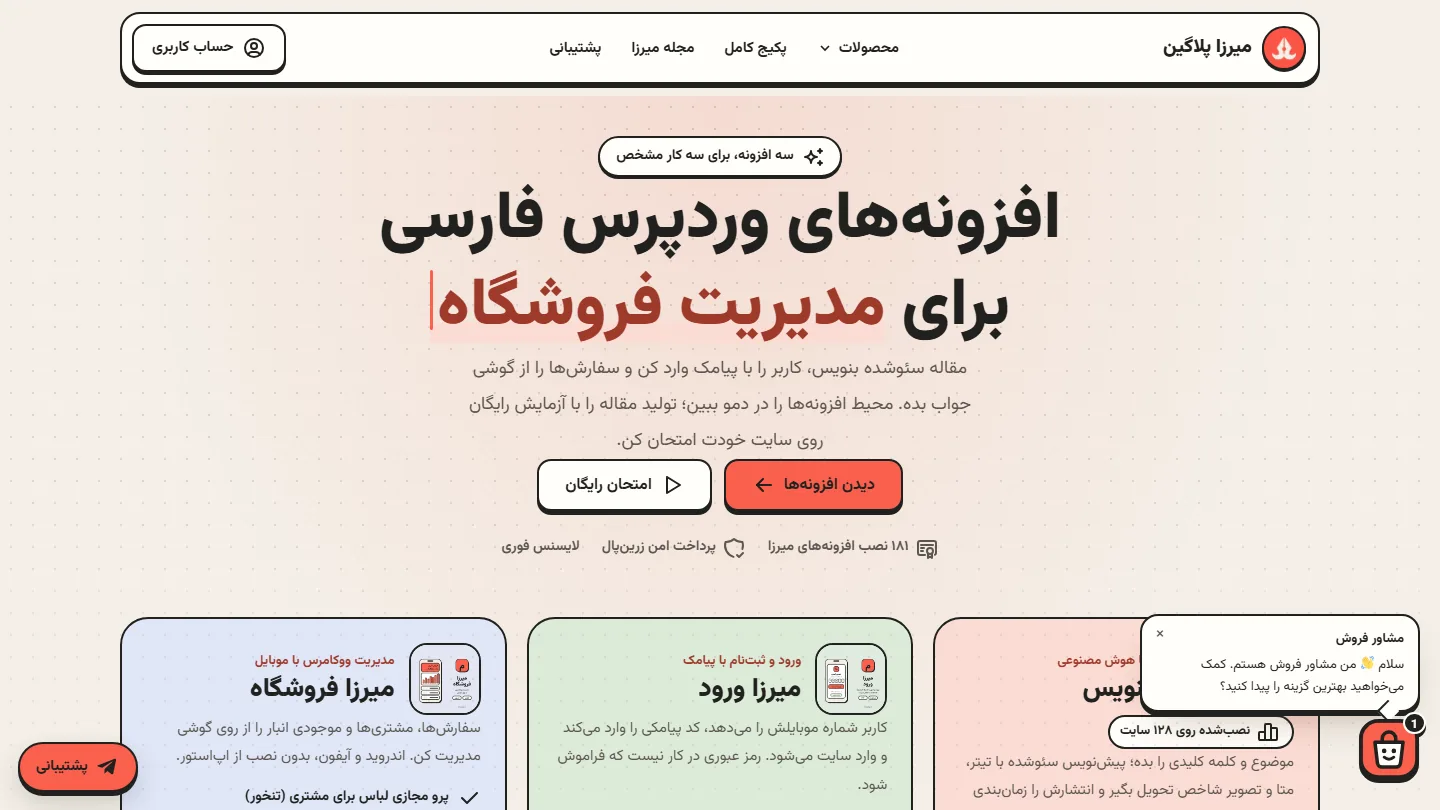 میرزا پلاگین
محصولات
پکیج کامل
مجله میرزا
پشتیبانی
حساب کاربری
سه افزونه، برای سه کار مشخص
افزونه‌های وردپرس فارسی
برای مدیریت فروشگاه
مقاله سئوشده بنویس، کاربر را با پیامک وارد کن و سفارش‌ها را از گوشی
جواب بده. محیط افزونه‌ها را در دمو ببین؛ تولید مقاله را با آزمایش رایگان
روی سایت خودت امتحان کن.
دیدن افزونه‌ها
امتحان رایگان
۱۸۱ نصب افزونه‌های میرزا
پرداخت امن زرین‌پال
لایسنس فوری
هوش مصنوعی
نویس
نصب‌شده روی ۱۲۸ سایت
موضوع و کلمه کلیدی را بده؛ پیش‌نویس سئوشده با تیتر،
متا و تصویر شاخص تحویل بگیر و انتشارش را زمان‌بندی
ورود و ثبت‌نام با پیامک
میرزا ورود
کاربر شماره موبایلش را می‌دهد، کد پیامکی را وارد می‌کند
و وارد سایت می‌شود. رمز عبوری در کار نیست که فراموش
شود.
مدیریت ووکامرس با موبایل
میرزا فروشگاه
سفارش‌ها، مشتری‌ها و موجودی انبار را از روی گوشی
مدیریت کن. اندروید و آیفون، بدون نصب از اپ‌استور.
پرو مجازی لباس برای مشتری (تنخور)
مشاور فروش
×
سلام 👋 من مشاور فروش هستم. کمک
می‌خواهید بهترین گزینه را پیدا کنید؟
1
پشتیبانی